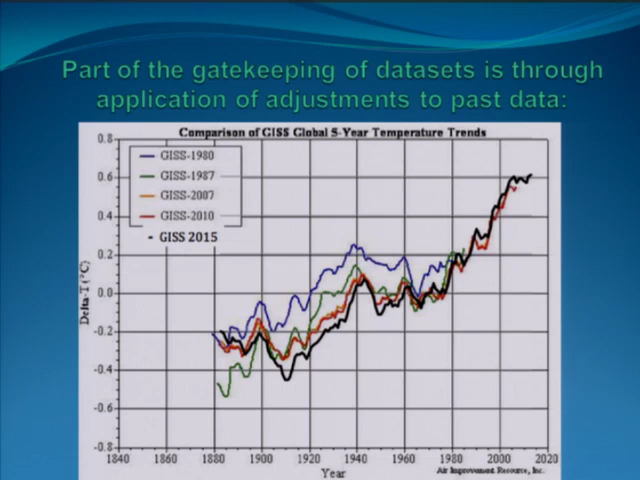 Part of the gatekeeping of datasets is through
application of adjustments to past data:
Comparison of GISS Global 5-Year Temperature Trends
0.8
0.6
0.4
0.2
0.0
-0.2
-0.4
-0.6
-0.8
Delta-T (°C)
GISS-1980
GISS-1987
GISS-2007
GISS-2010
GISS 2015
1840 1860 1880 1900 1920 1940 1960 1980 2000 2020
Year
Air Improvement Resource, Inc.